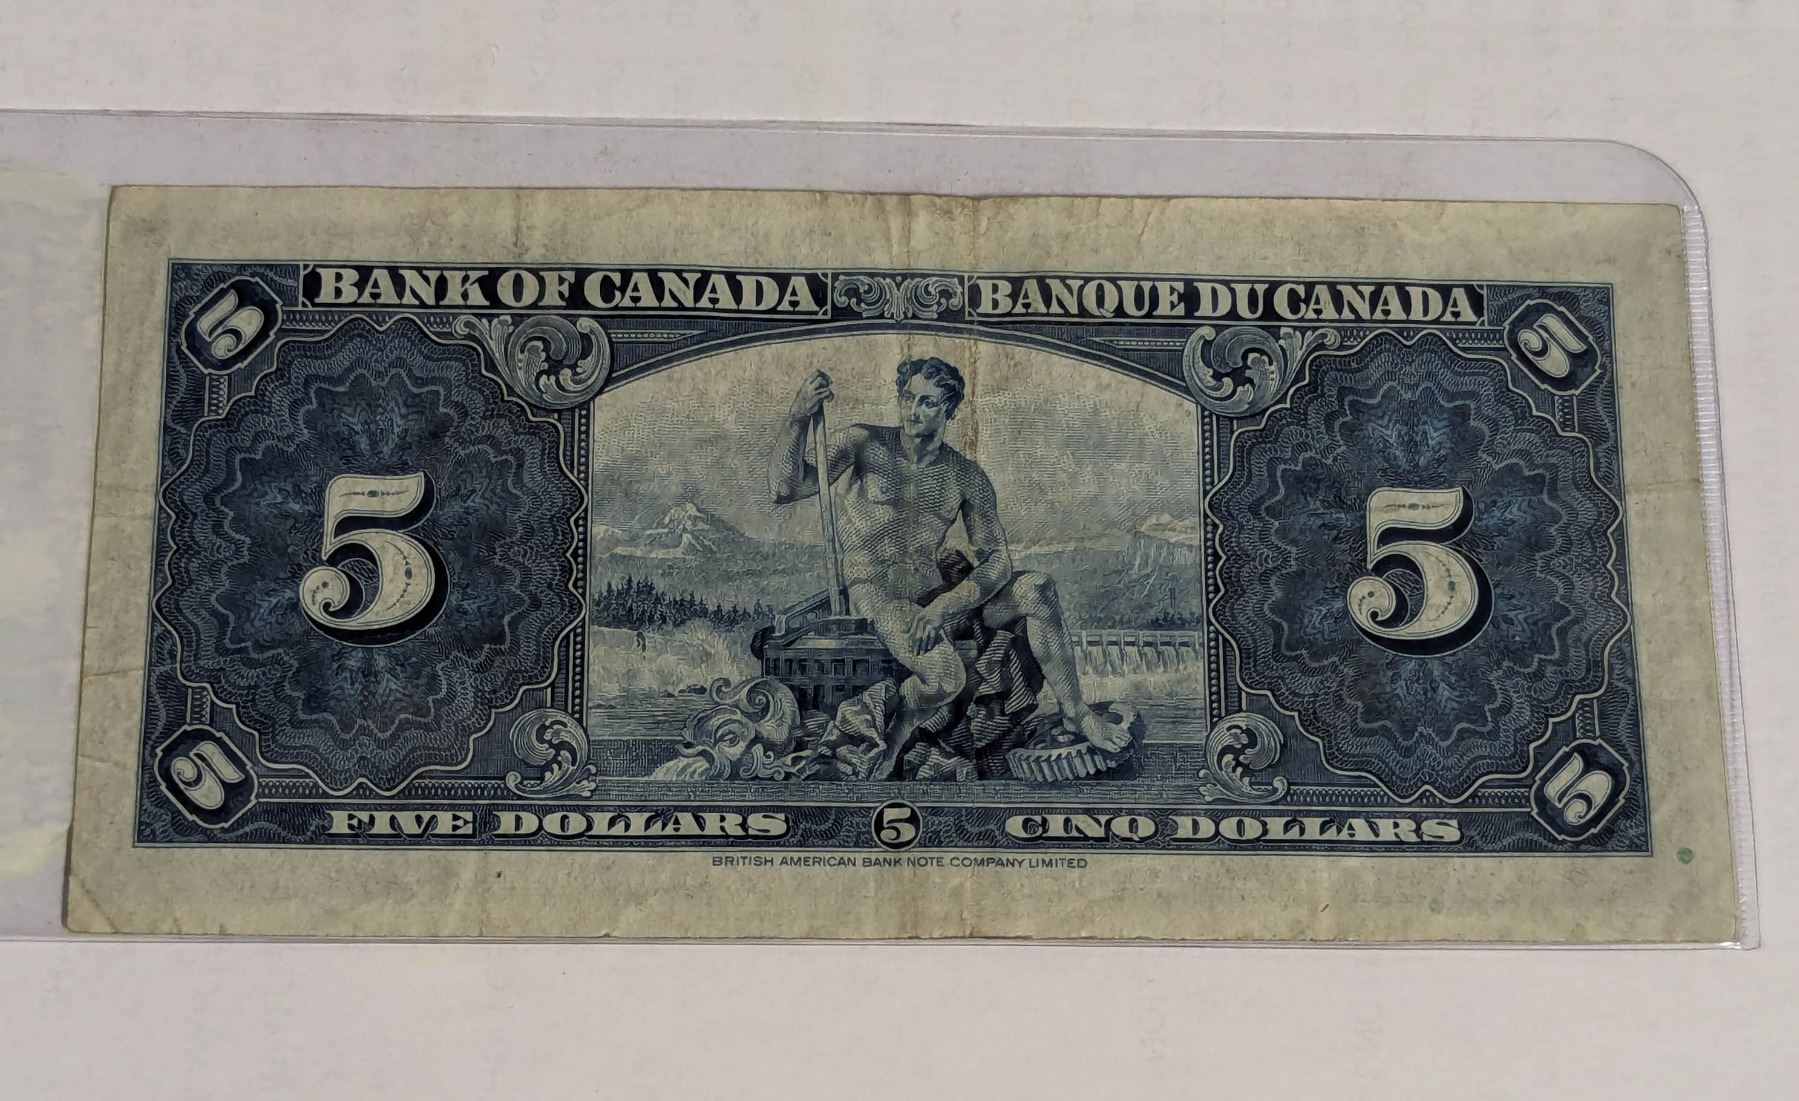 5 BANK OF CANADA BANQUE DU CANADA 5
5 5
5 FIVE DOLLARS 5 CINQ DOLLARS 5
BRITISH AMERICAN BANK NOTE COMPANY LIMITED